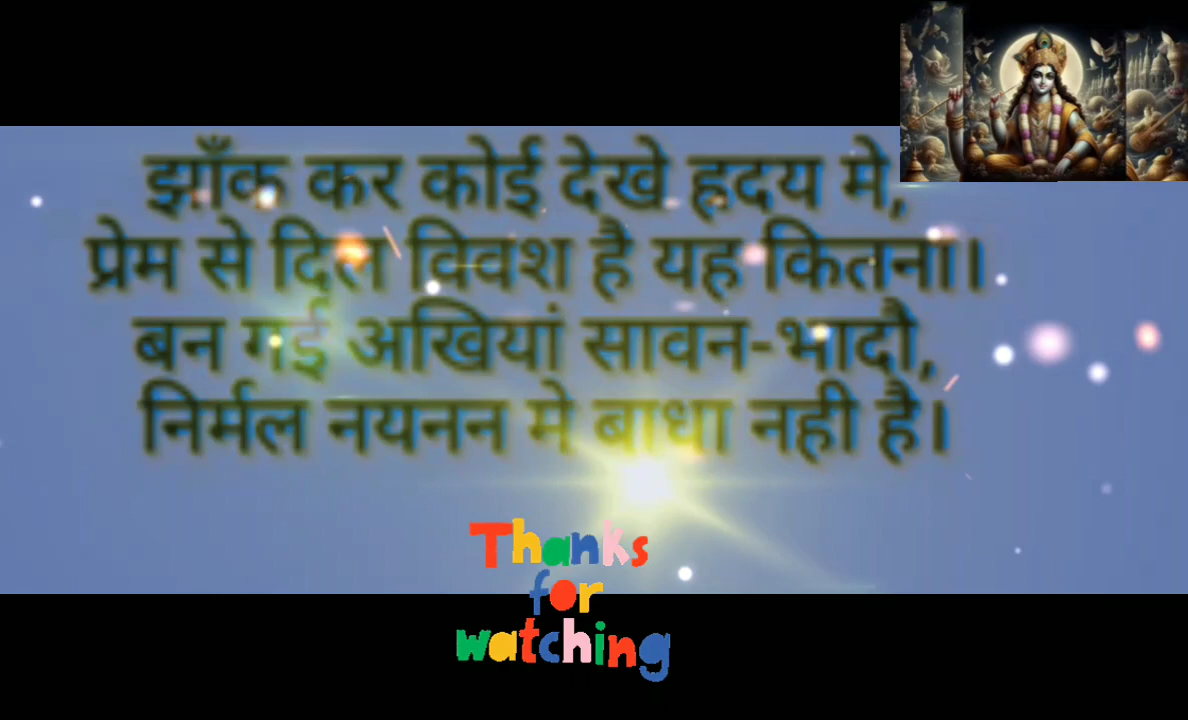 झाँक कर कोई देखे हृदय मे,
प्रेम से दिल विवश है यह कितना।
बन गई अखियां सावन-भादौ,
निर्मल नयनन मे बाधा नही है।
Thanks
for
watching